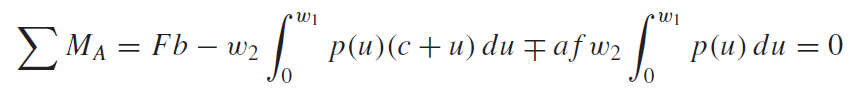 ∑ M_A = Fb − w_2 ∫_0^{w_1} p(u)(c + u) du ∓ af w_2 ∫_0^{w_1} p(u) du = 0